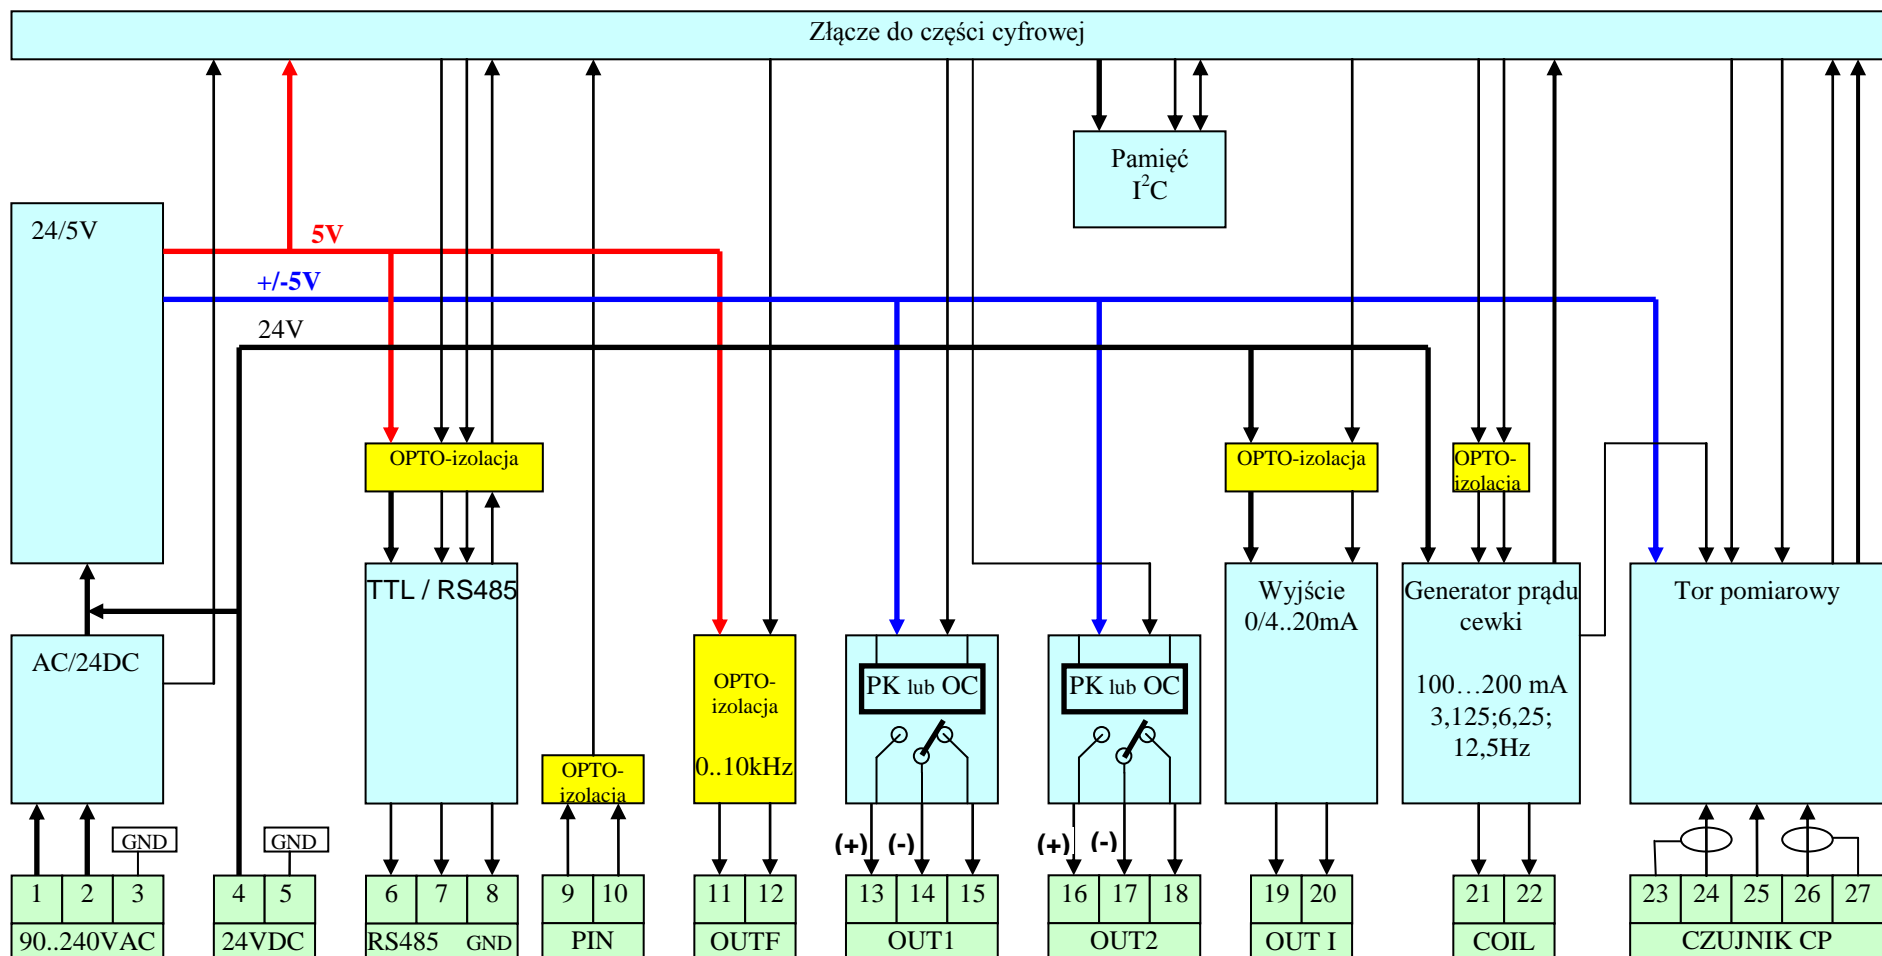 Złącze do części cyfrowej
Pamięć
I²C
24/5V
5V
+/-5V
24V
OPTO-izolacja
OPTO-izolacja
OPTO-
izolacja
TTL / RS485
Wyjście
0/4..20mA
Generator prądu
cewki
100…200 mA
3,125;6,25;
12,5Hz
Tor pomiarowy
AC/24DC
OPTO-
izolacja
0..10kHz
PK lub OC
PK lub OC
OPTO-
izolacja
GND
GND
(+) (-)
(+) (-)
1 2 3 4 5 6 7 8 9 10 11 12 13 14 15 16 17 18 19 20 21 22 23 24 25 26 27
90..240VAC
24VDC
RS485 GND
PIN
OUTF
OUT1
OUT2
OUT I
COIL
CZUJNIK CP